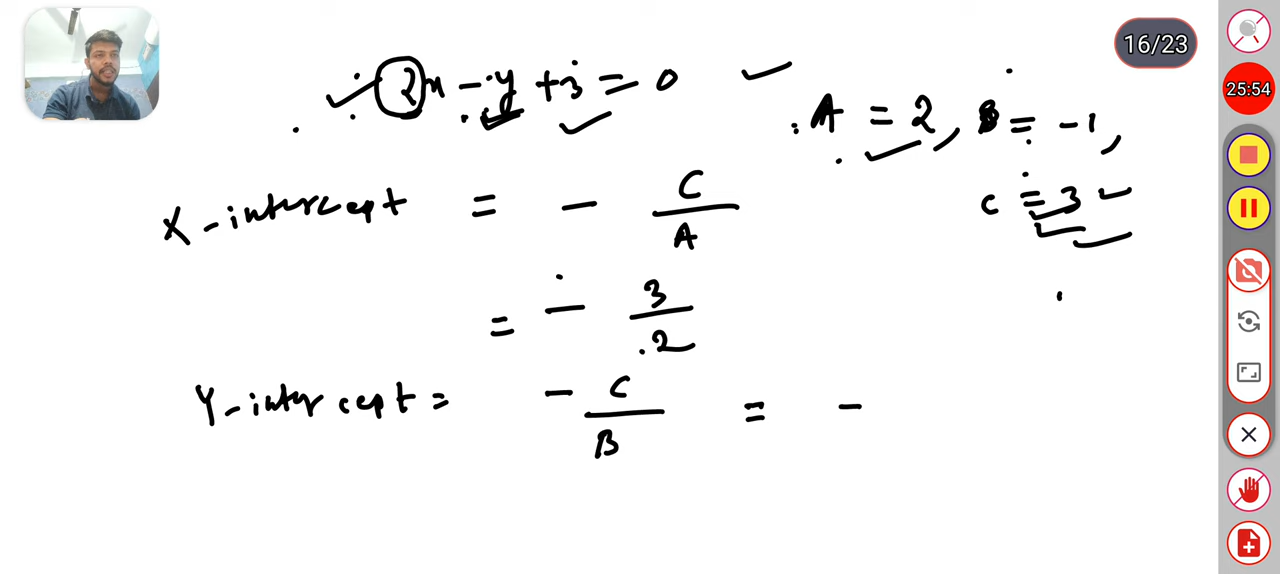 16/23
25:54
2x - y + 3 = 0
A = 2, B = -1,
C = 3
X-intercept = - C/A
= - 3/2
Y-intercept = - C/B = -